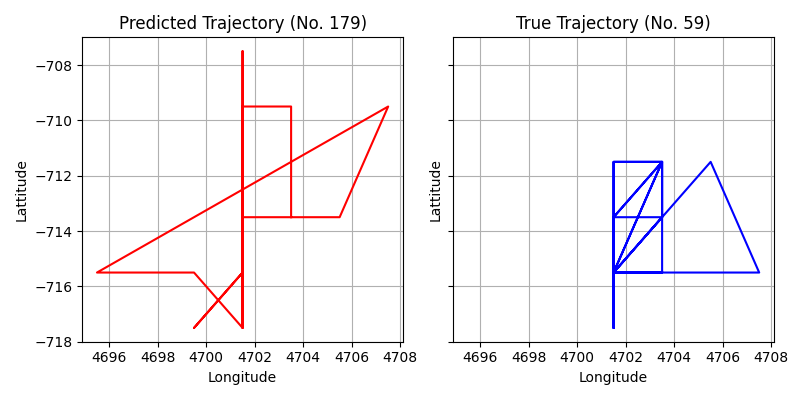 Predicted Trajectory (No. 179)
True Trajectory (No. 59)
Lattitude
−708
−710
−712
−714
−716
−718
4696 4698 4700 4702 4704 4706 4708
Longitude
Lattitude
4696 4698 4700 4702 4704 4706 4708
Longitude